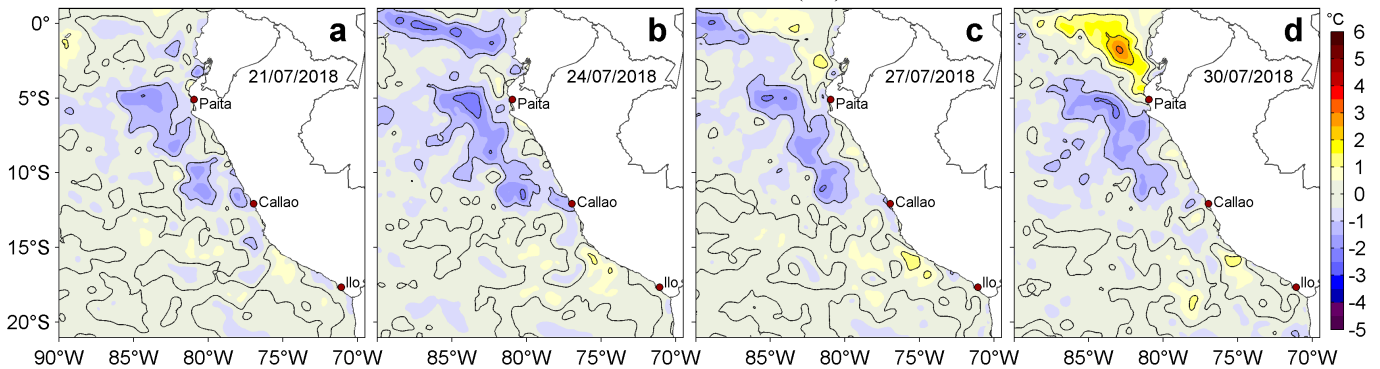 a
b
c
d
°C
21/07/2018
24/07/2018
27/07/2018
30/07/2018
Paita
Paita
Paita
Paita
Callao
Callao
Callao
Callao
Ilo
Ilo
Ilo
Ilo
0°
5°S
10°S
15°S
20°S
90°W 85°W 80°W 75°W 70°W
85°W 80°W 75°W 70°W
85°W 80°W 75°W 70°W
85°W 80°W 75°W 70°W
6
5
4
3
2
1
0
-1
-2
-3
-4
-5